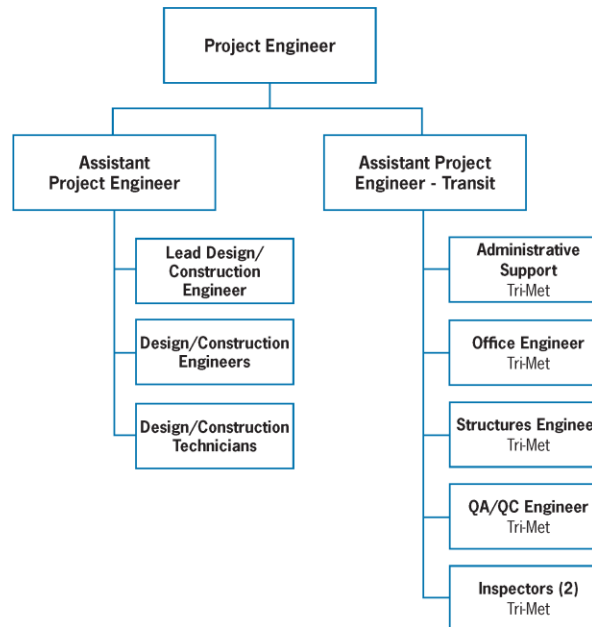 Project Engineer
Assistant
Project Engineer
Assistant Project
Engineer - Transit
Lead Design/
Construction
Engineer
Design/Construction
Engineers
Design/Construction
Technicians
Administrative
Support
Tri-Met
Office Engineer
Tri-Met
Structures Enginee
Tri-Met
QA/QC Engineer
Tri-Met
Inspectors (2)
Tri-Met